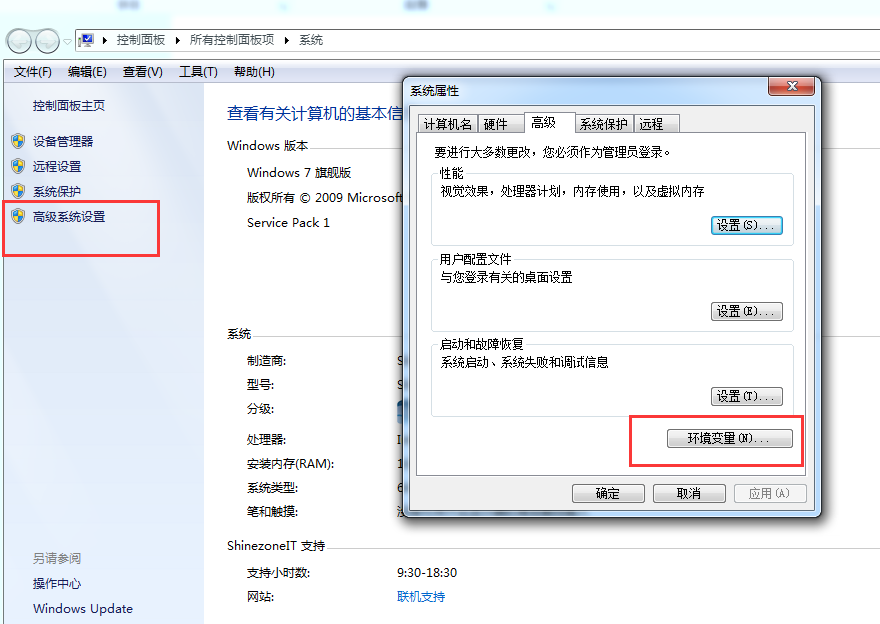 控制面板 所有控制面板项 系统
文件(F) 编辑(E) 查看(V) 工具(T) 帮助(H)
控制面板主页
设备管理器
远程设置
系统保护
高级系统设置
另请参阅
操作中心
Windows Update
查看有关计算机的基本信
Windows 版本
Windows 7 旗舰版
版权所有 © 2009 Microsoft
Service Pack 1
系统
制造商:
型号:
分级:
处理器:
安装内存(RAM):
系统类型:
笔和触摸:
ShinezoneIT 支持
支持小时数: 9:30-18:30
网站: 联机支持
系统属性
计算机名 硬件 高级 系统保护 远程
要进行大多数更改，您必须作为管理员登录。
性能
视觉效果，处理器计划，内存使用，以及虚拟内存
设置(S)...
用户配置文件
与您登录有关的桌面设置
设置(E)...
启动和故障恢复
系统启动、系统失败和调试信息
设置(T)...
环境变量(N)...
确定 取消 应用(A)